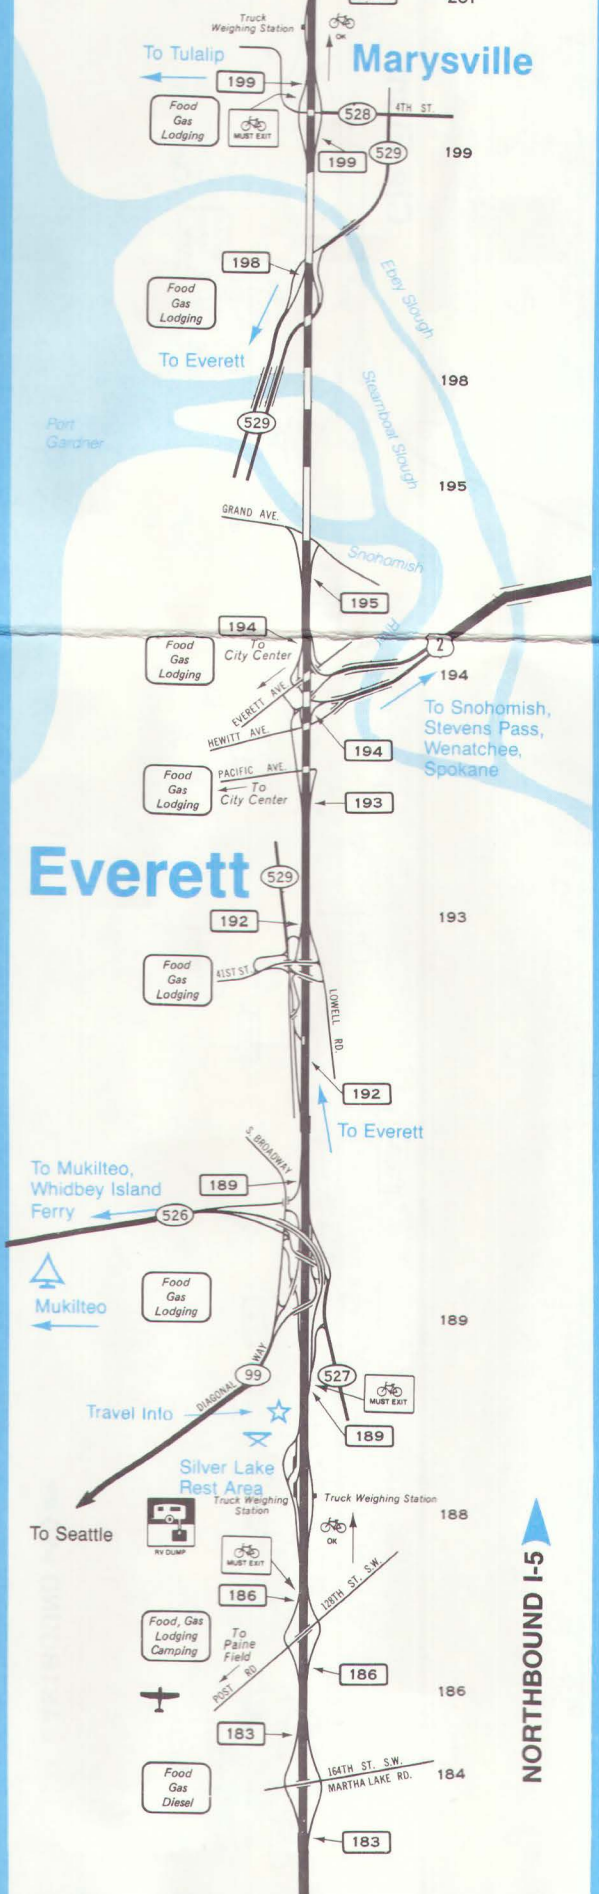 201
Truck
Weighing Station
OK
To Tulalip
Marysville
199
Food
Gas
Lodging
MUST EXIT
528
4TH ST.
529
199
199
198
Food
Gas
Lodging
Ebey Slough
To Everett
198
Steamboat Slough
529
Port
Gardner
195
GRAND AVE.
Snohomish
River
195
194
To
City Center
Food
Gas
Lodging
2
194
EVERETT AVE.
HEWITT AVE.
To Snohomish,
Stevens Pass,
Wenatchee,
Spokane
194
Food
Gas
Lodging
PACIFIC AVE.
To
City Center
193
Everett
529
192
193
Food
Gas
Lodging
41ST ST.
LOWELL RD.
192
To Everett
S. BROADWAY
To Mukilteo,
Whidbey Island
Ferry
189
526
Mukilteo
Food
Gas
Lodging
189
DIAGONAL WAY
99
527
MUST EXIT
Travel Info
189
Silver Lake
Rest Area
Truck Weighing
Station
Truck Weighing Station
188
To Seattle
RV DUMP
OK
MUST EXIT
128TH ST. S.W.
186
Food, Gas
Lodging
Camping
To
Paine
Field
POST RD
186
186
183
164TH ST. S.W.
MARTHA LAKE RD.
184
Food
Gas
Diesel
183
NORTHBOUND I-5